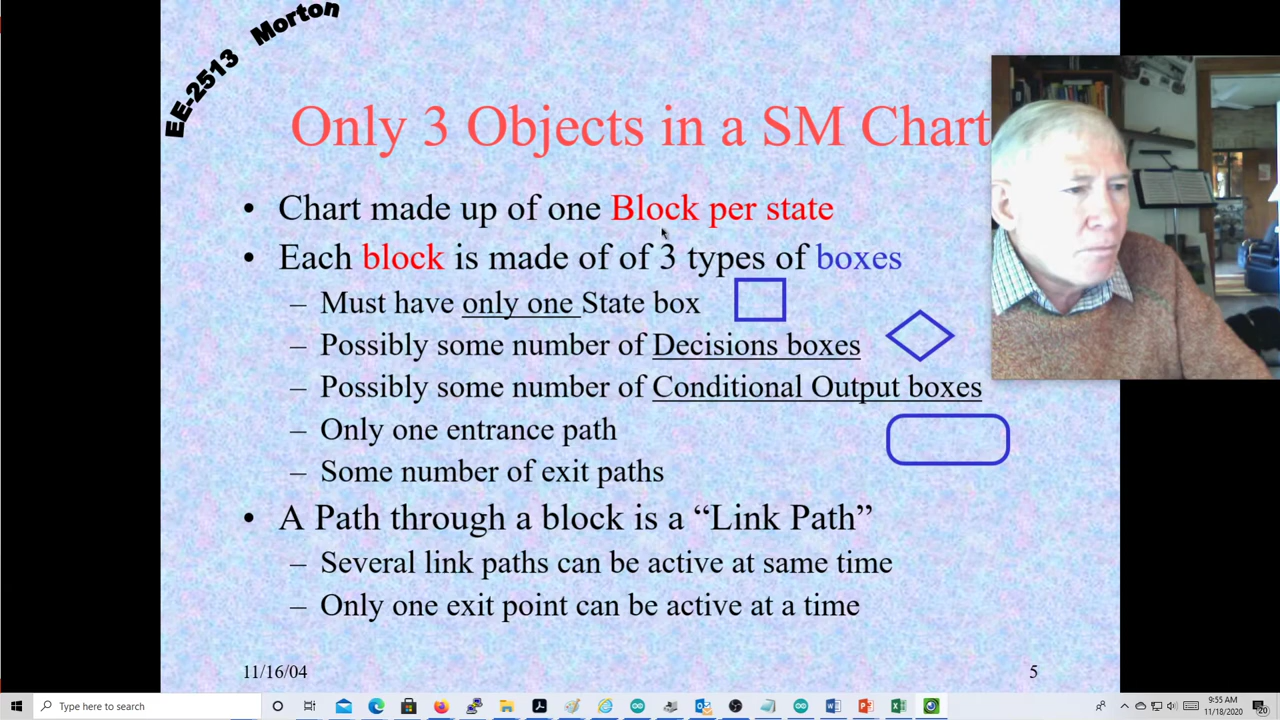 EE-2513 Morton
Only 3 Objects in a SM Chart
• Chart made up of one Block per state
• Each block is made of of 3 types of boxes
– Must have only one State box
– Possibly some number of Decisions boxes
– Possibly some number of Conditional Output boxes
– Only one entrance path
– Some number of exit paths
• A Path through a block is a “Link Path”
– Several link paths can be active at same time
– Only one exit point can be active at a time
11/16/04
5
Type here to search
9:55 AM
11/18/2020
20